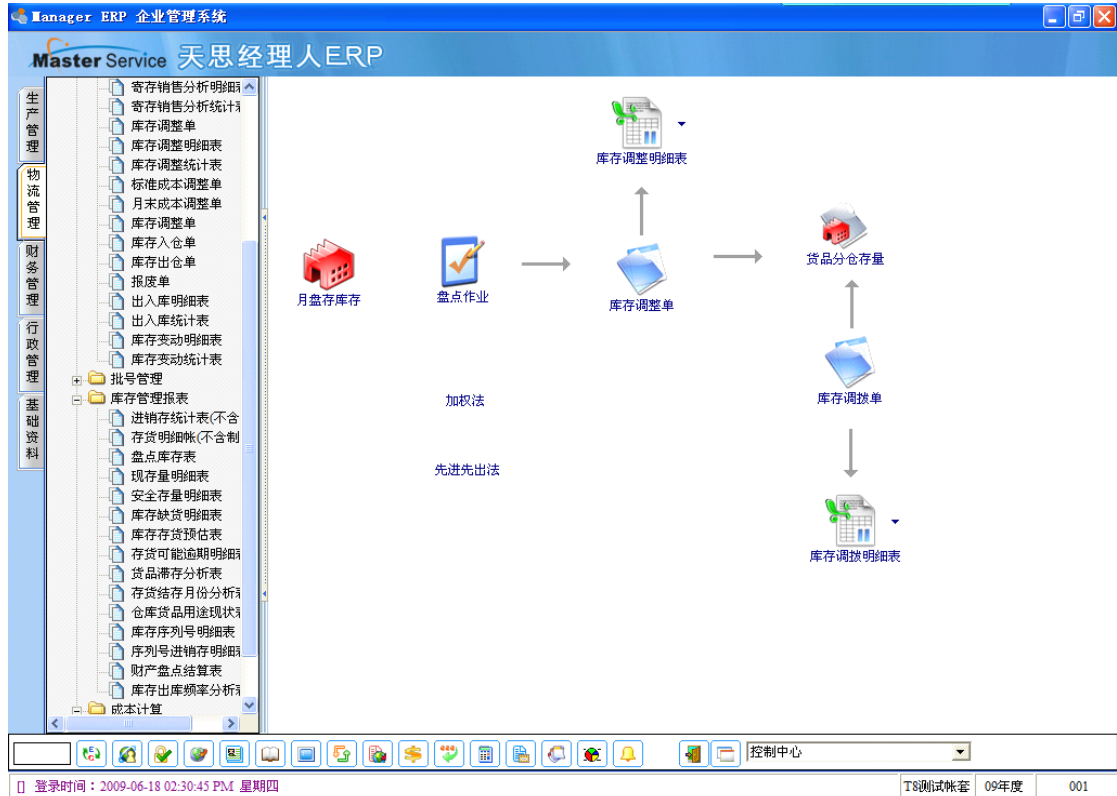 Manager ERP 企业管理系统
Master Service 天思经理人ERP
生产管理
物流管理
财务管理
行政管理
基础资料
寄存销售分析明细
寄存销售分析统计
库存调整单
库存调整明细表
库存调整统计表
标准成本调整单
月末成本调整单
库存调整单
库存入仓单
库存出仓单
报废单
出入库明细表
出入库统计表
库存变动明细表
库存变动统计表
批号管理
库存管理报表
进销存统计表(不含
存货明细帐(不含制
盘点库存表
现存量明细表
安全存量明细表
库存缺货明细表
库存存货预估表
存货可能逾期明细
货品滞存分析表
存货结存月份分析
仓库货品用途现状
库存序列号明细表
序列号进销存明细
财产盘点结算表
库存出库频率分析
成本计算
库存调整明细表
月盘存库存
盘点作业
库存调整单
货品分仓存量
库存调拨单
加权法
先进先出法
库存调拨明细表
控制中心
[] 登录时间：2009-06-18 02:30:45 PM 星期四
T8测试帐套 09年度 001